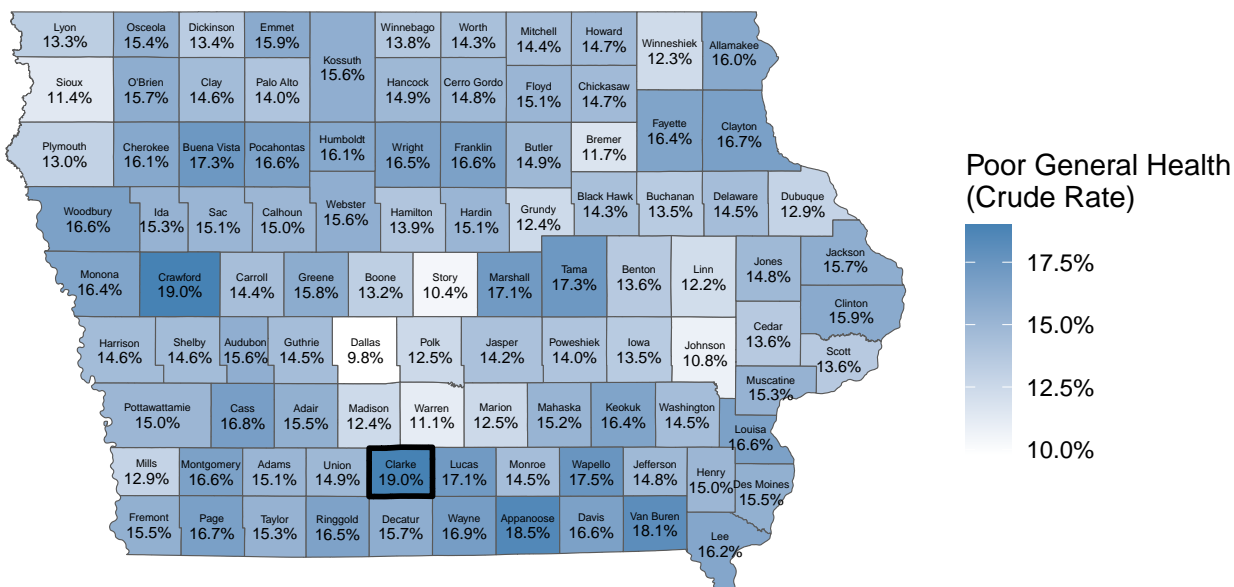 Lyon
13.3%
Osceola
15.4%
Dickinson
13.4%
Emmet
15.9%
Kossuth
15.6%
Winnebago
13.8%
Worth
14.3%
Mitchell
14.4%
Howard
14.7%
Winneshiek
12.3%
Allamakee
16.0%
Sioux
11.4%
O'Brien
15.7%
Clay
14.6%
Palo Alto
14.0%
Hancock
14.9%
Cerro Gordo
14.8%
Floyd
15.1%
Chickasaw
14.7%
Plymouth
13.0%
Cherokee
16.1%
Buena Vista
17.3%
Pocahontas
16.6%
Humboldt
16.1%
Wright
16.5%
Franklin
16.6%
Butler
14.9%
Bremer
11.7%
Fayette
16.4%
Clayton
16.7%
Woodbury
16.6%
Ida
15.3%
Sac
15.1%
Calhoun
15.0%
Webster
15.6%
Hamilton
13.9%
Hardin
15.1%
Grundy
12.4%
Black Hawk
14.3%
Buchanan
13.5%
Delaware
14.5%
Dubuque
12.9%
Monona
16.4%
Crawford
19.0%
Carroll
14.4%
Greene
15.8%
Boone
13.2%
Story
10.4%
Marshall
17.1%
Tama
17.3%
Benton
13.6%
Linn
12.2%
Jones
14.8%
Jackson
15.7%
Clinton
15.9%
Harrison
14.6%
Shelby
14.6%
Audubon
15.6%
Guthrie
14.5%
Dallas
9.8%
Polk
12.5%
Jasper
14.2%
Poweshiek
14.0%
Iowa
13.5%
Johnson
10.8%
Cedar
13.6%
Scott
13.6%
Muscatine
15.3%
Pottawattamie
15.0%
Cass
16.8%
Adair
15.5%
Madison
12.4%
Warren
11.1%
Marion
12.5%
Mahaska
15.2%
Keokuk
16.4%
Washington
14.5%
Louisa
16.6%
Mills
12.9%
Montgomery
16.6%
Adams
15.1%
Union
14.9%
Clarke
19.0%
Lucas
17.1%
Monroe
14.5%
Wapello
17.5%
Jefferson
14.8%
Henry
15.0%
Des Moines
15.5%
Fremont
15.5%
Page
16.7%
Taylor
15.3%
Ringgold
16.5%
Decatur
15.7%
Wayne
16.9%
Appanoose
18.5%
Davis
16.6%
Van Buren
18.1%
Lee
16.2%
Poor General Health
(Crude Rate)
17.5%
15.0%
12.5%
10.0%